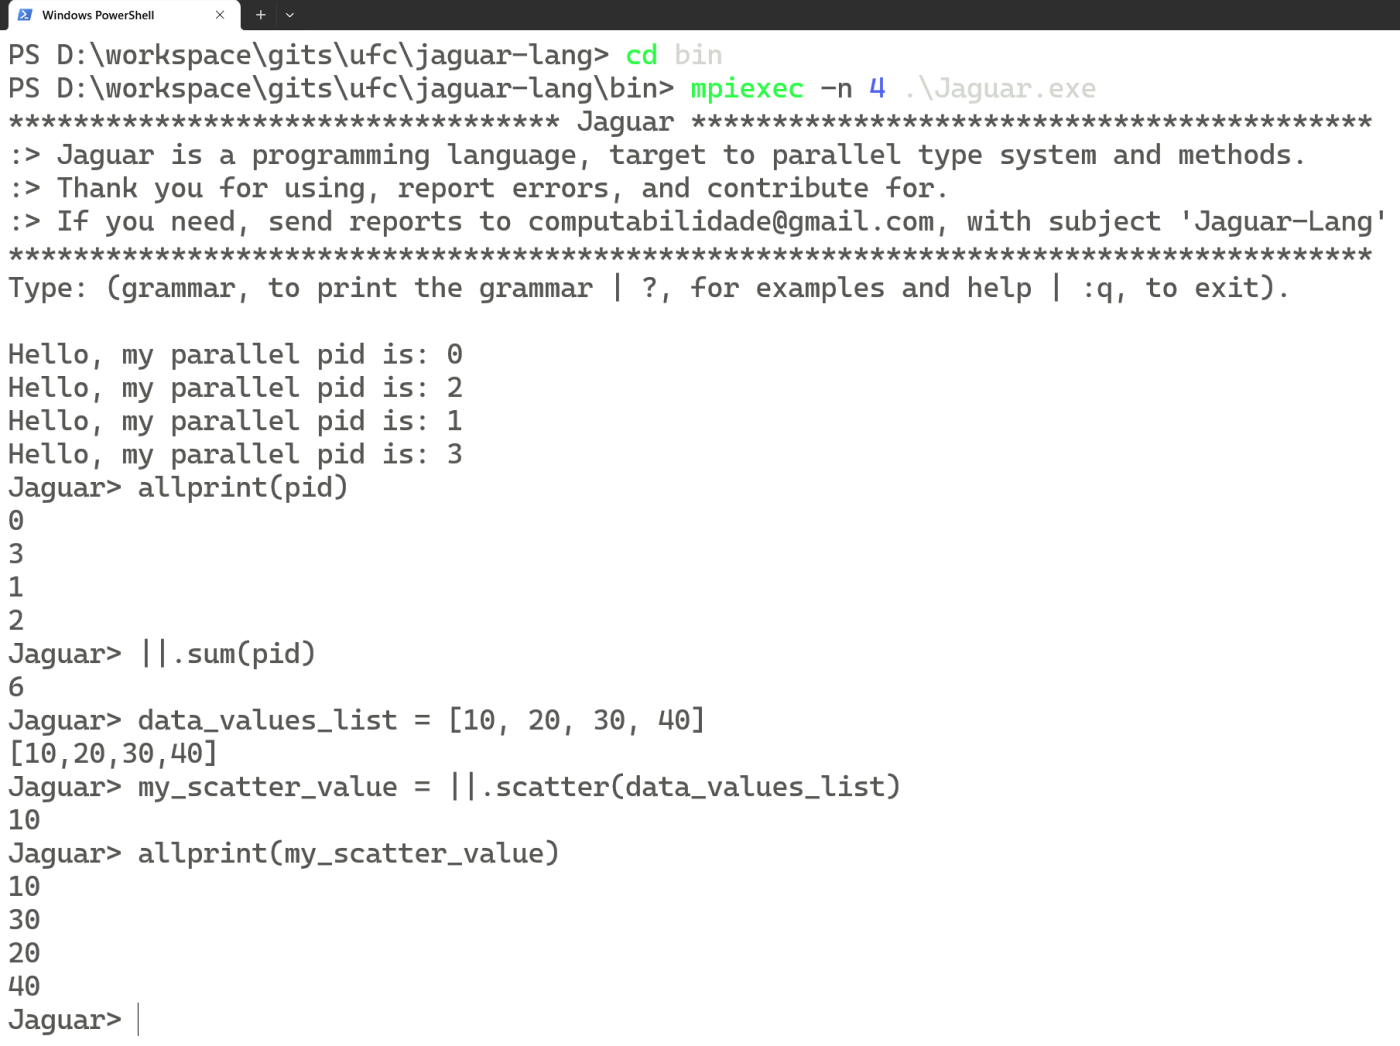 Windows PowerShell
PS D:\workspace\gits\ufc\jaguar-lang> cd bin
PS D:\workspace\gits\ufc\jaguar-lang\bin> mpiexec -n 4 .\Jaguar.exe
********************************** Jaguar ******************************************
:> Jaguar is a programming language, target to parallel type system and methods.
:> Thank you for using, report errors, and contribute for.
:> If you need, send reports to computabilidade@gmail.com, with subject 'Jaguar-Lang'
************************************************************************************
Type: (grammar, to print the grammar | ?, for examples and help | :q, to exit).
Hello, my parallel pid is: 0
Hello, my parallel pid is: 2
Hello, my parallel pid is: 1
Hello, my parallel pid is: 3
Jaguar> allprint(pid)
0
3
1
2
Jaguar> ||.sum(pid)
6
Jaguar> data_values_list = [10, 20, 30, 40]
[10,20,30,40]
Jaguar> my_scatter_value = ||.scatter(data_values_list)
10
Jaguar> allprint(my_scatter_value)
10
30
20
40
Jaguar>